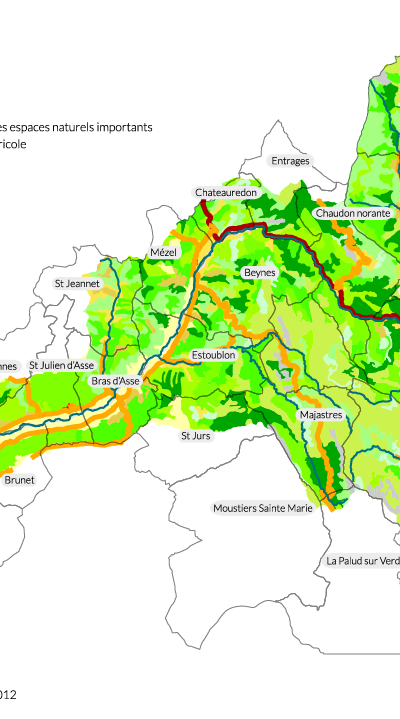 es espaces naturels importants
ricole
Entrages
Chateauredon
Chaudon norante
Mézel
Beynes
St Jeannet
Estoublon
nnes
St Julien d'Asse
Bras d'Asse
Majastres
St Jurs
Brunet
Moustiers Sainte Marie
La Palud sur Verd
012